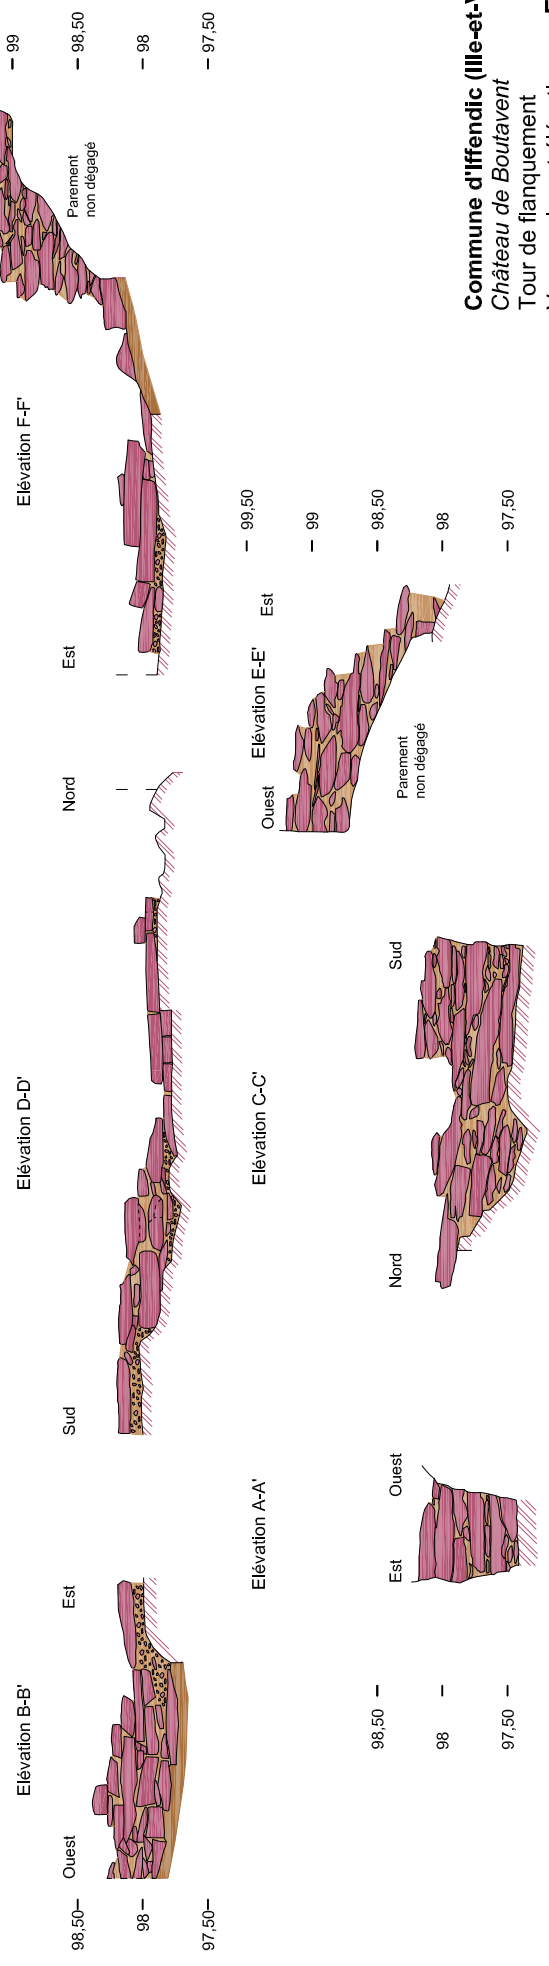 Elévation B-B'
Ouest
Est
98,50
98
97,50
Elévation D-D'
Sud
Nord
Elévation F-F'
Est
Parement
non dégagé
99
98,50
98
97,50
Elévation A-A'
Est
Ouest
98,50
98
97,50
Elévation C-C'
Nord
Sud
Elévation E-E'
Ouest
Est
Parement
non dégagé
99,50
99
98,50
98
97,50
Commune d'Iffendic (Ille-et-V
Château de Boutavent
Tour de flanquement